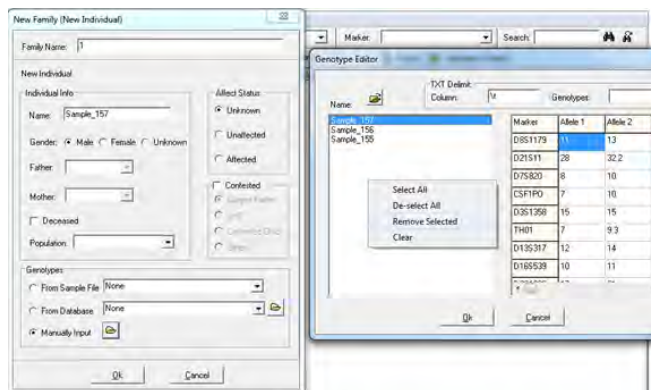 New Family (New Individual)
Family Name: 1
New Individual
Individual Info
Name: Sample_157
Gender: Male Female Unknown
Father:
Mother:
Deceased
Population:
Affect Status
Unknown
Unaffected
Affected
Contested
Genotypes
From Sample File None
From Database None
Manually Input
Ok Cancel
Marker: Search:
Genotype Editor
TXT Delimit
Name: Column: \t Genotypes:
Sample_157
Sample_156
Sample_155
Select All
De-select All
Remove Selected
Clear
Marker Allele 1 Allele 2
D8S1179 11 13
D21S11 28 32.2
D7S820 8 10
CSF1PO 7 10
D3S1358 15 15
TH01 7 9.3
D13S317 12 14
D16S539 10 11
Ok Cancel